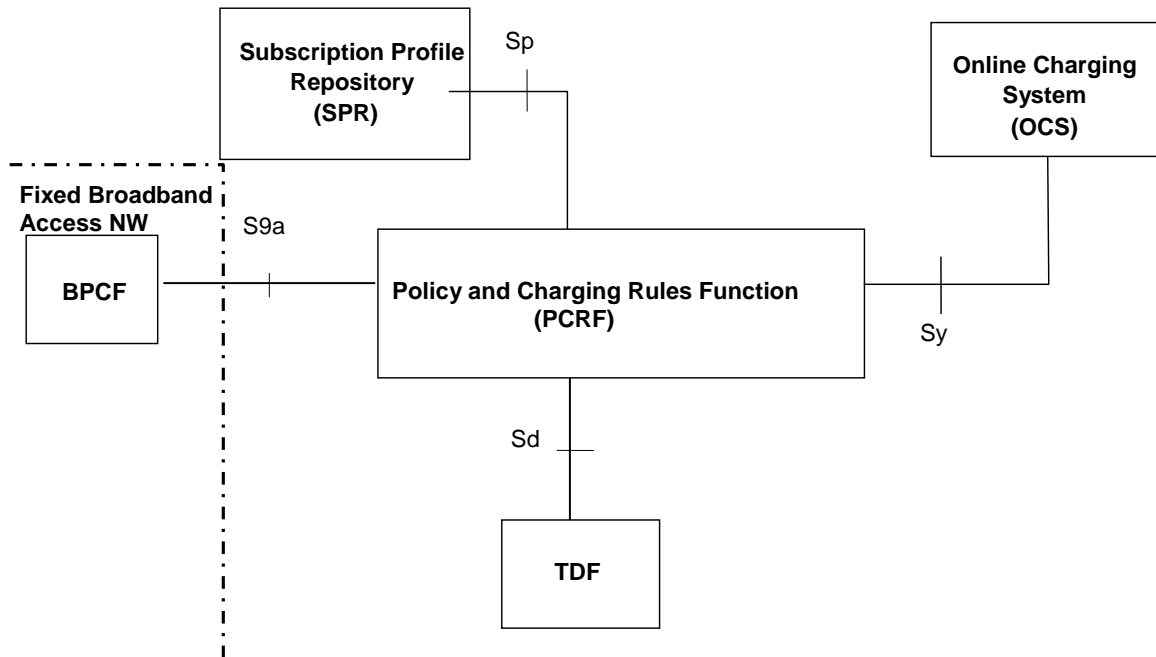 Subscription Profile
Repository
(SPR)
Sp
Online Charging
System
(OCS)
Fixed Broadband
Access NW
BPCF
S9a
Policy and Charging Rules Function
(PCRF)
Sy
Sd
TDF